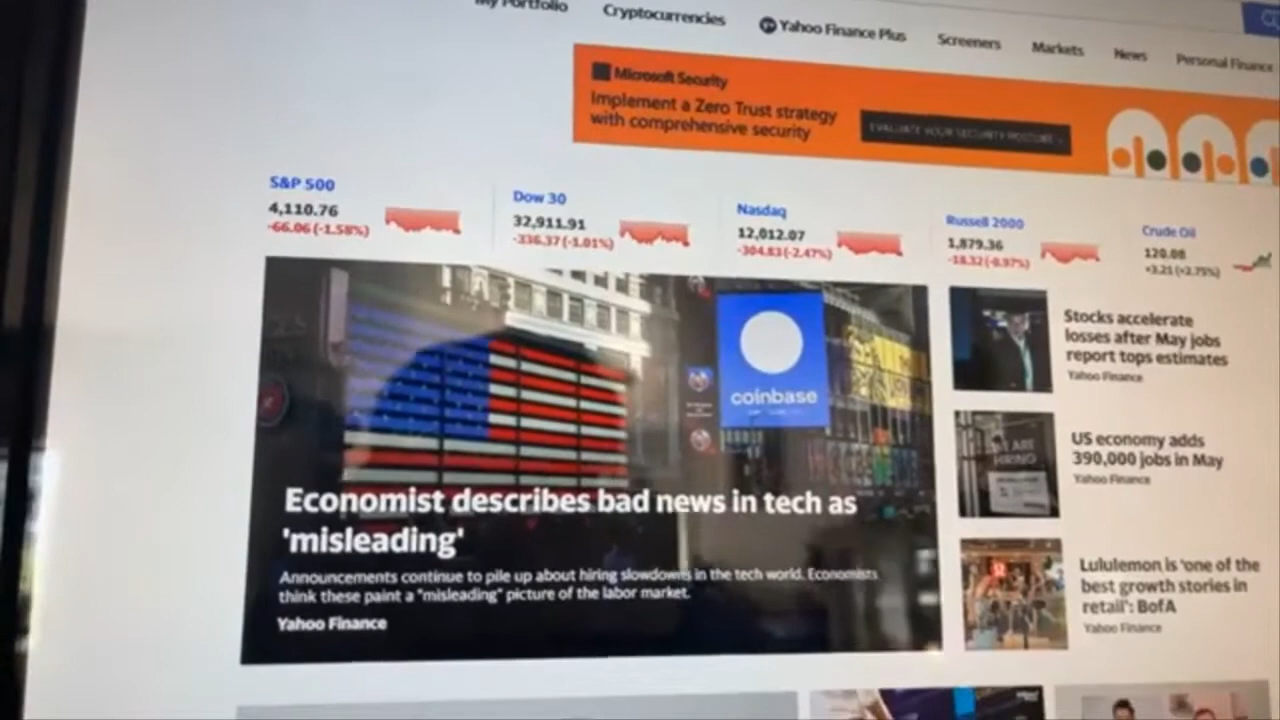 My Portfolio
Cryptocurrencies
Yahoo Finance Plus
Screeners
Markets
News
Personal Finance
Microsoft Security
Implement a Zero Trust strategy
with comprehensive security
EVALUATE YOUR SECURITY POSTURE >
S&P 500
4,110.76
-66.06 (-1.58%)
Dow 30
32,911.91
-336.37 (-1.01%)
Nasdaq
12,012.07
-304.83 (-2.47%)
Russell 2000
1,879.36
-18.32 (-0.97%)
Crude Oil
120.08
+3.21 (+2.75%)
coinbase
Economist describes bad news in tech as
'misleading'
Announcements continue to pile up about hiring slowdowns in the tech world. Economists
think these paint a "misleading" picture of the labor market.
Yahoo Finance
Stocks accelerate
losses after May jobs
report tops estimates
Yahoo Finance
ARE
HIRING
US economy adds
390,000 jobs in May
Yahoo Finance
Lululemon is 'one of the
best growth stories in
retail': BofA
Yahoo Finance